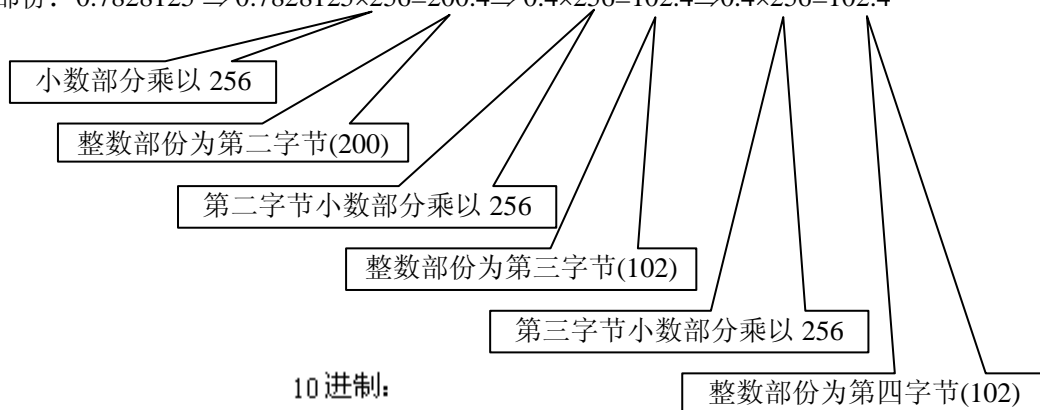 部份：0.7828125⇒0.7828125×256=200.4⇒0.4×256=102.4⇒0.4×256=102.4
小数部分乘以 256
整数部份为第二字节(200)
第二字节小数部分乘以 256
整数部份为第三字节(102)
第三字节小数部分乘以 256
10进制:
整数部份为第四字节(102)